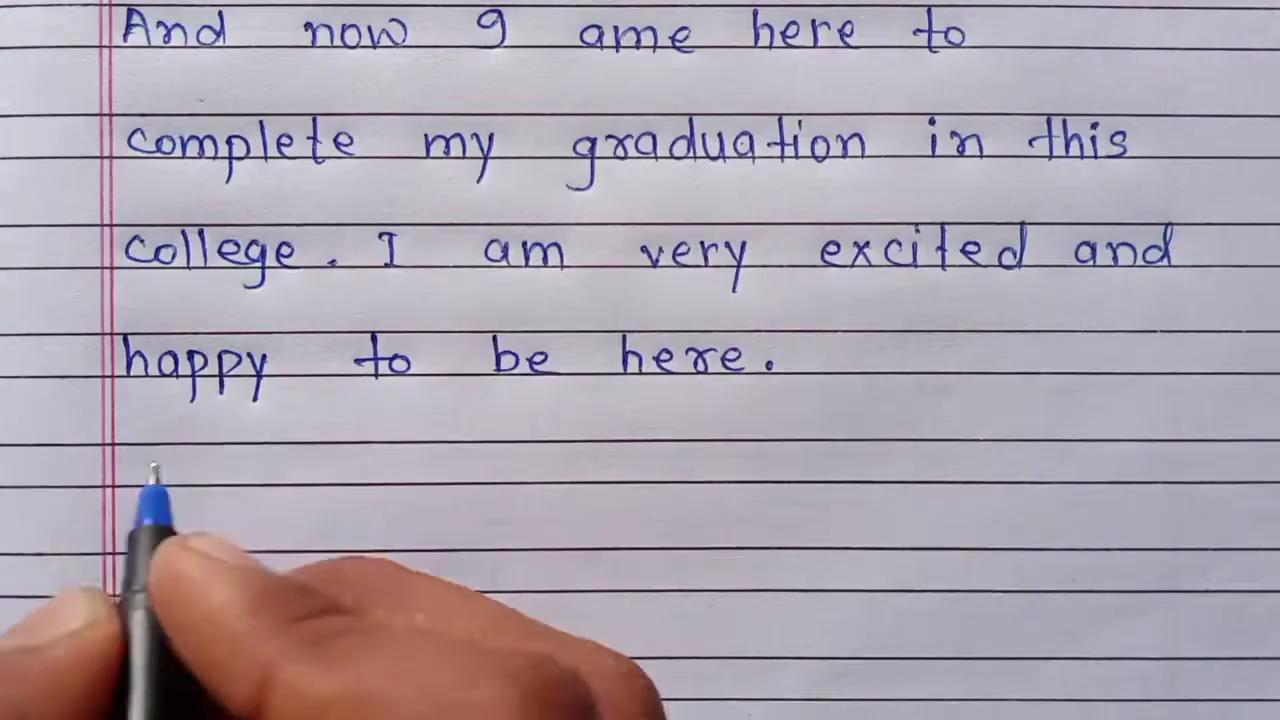 And now I ame here to
complete my graduation in this
college. I am very excited and
happy to be here.